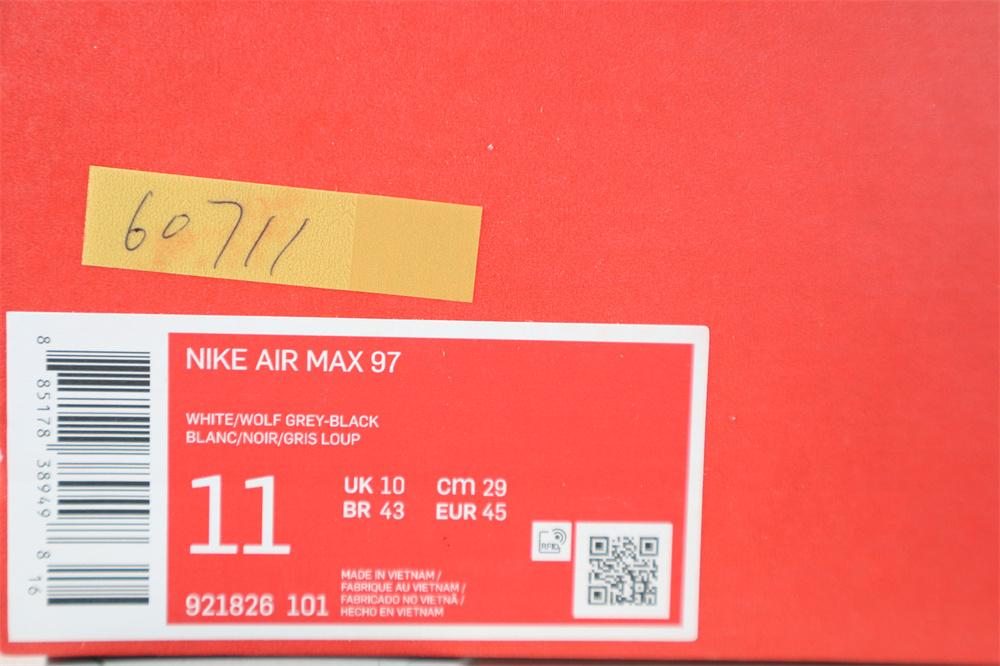 60711
NIKE AIR MAX 97
WHITE/WOLF GREY-BLACK
BLANC/NOIR/GRIS LOUP
11
UK 10 cm 29
BR 43 EUR 45
RFID
921826 101
MADE IN VIETNAM /
FABRIQUE AU VIETNAM /
FABRICADO NO VIETNÃ /
HECHO EN VIETNAM
8 85178 38949 8 16